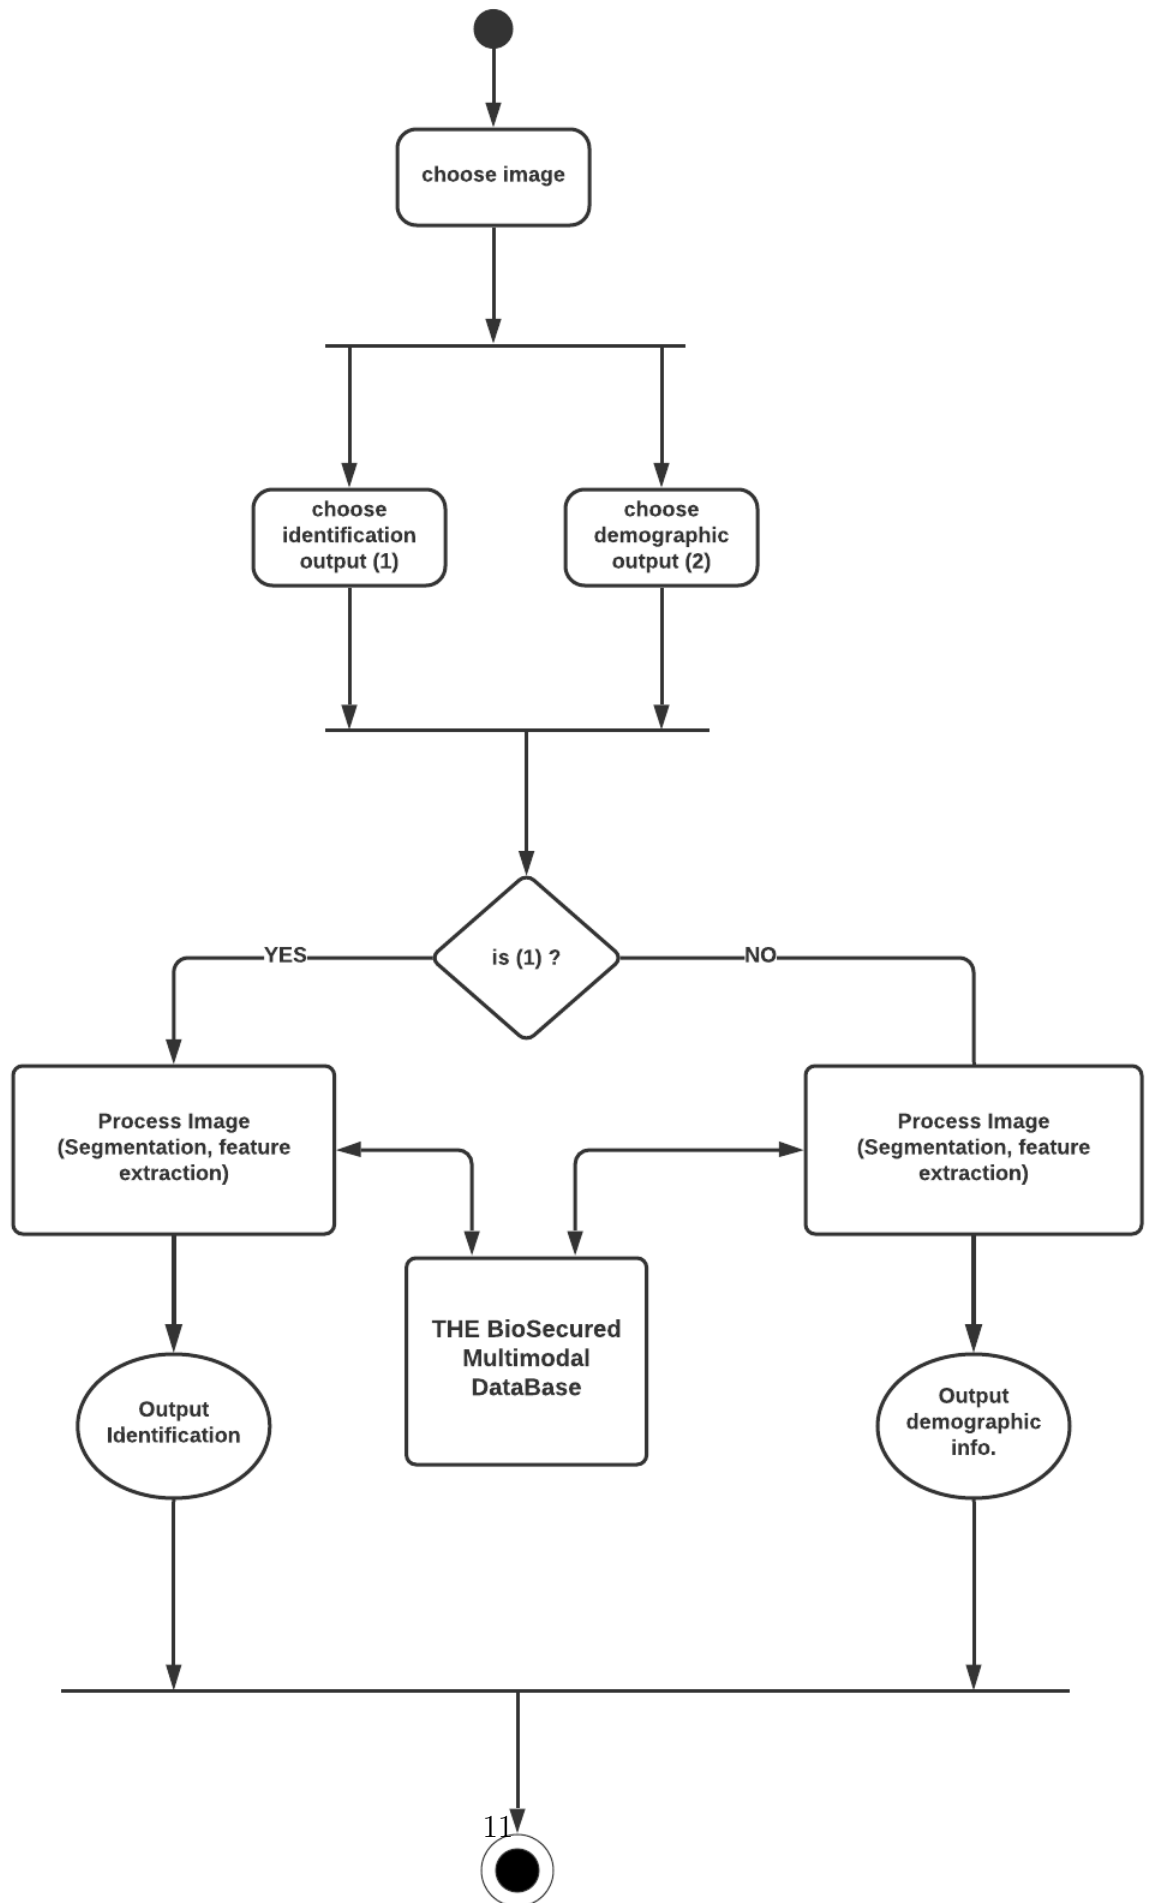 choose image
choose
identification
output (1)
choose
demographic
output (2)
is (1) ?
YES
NO
Process Image
(Segmentation, feature
extraction)
Process Image
(Segmentation, feature
extraction)
THE BioSecured
Multimodal
DataBase
Output
Identification
Output
demographic
info.
11